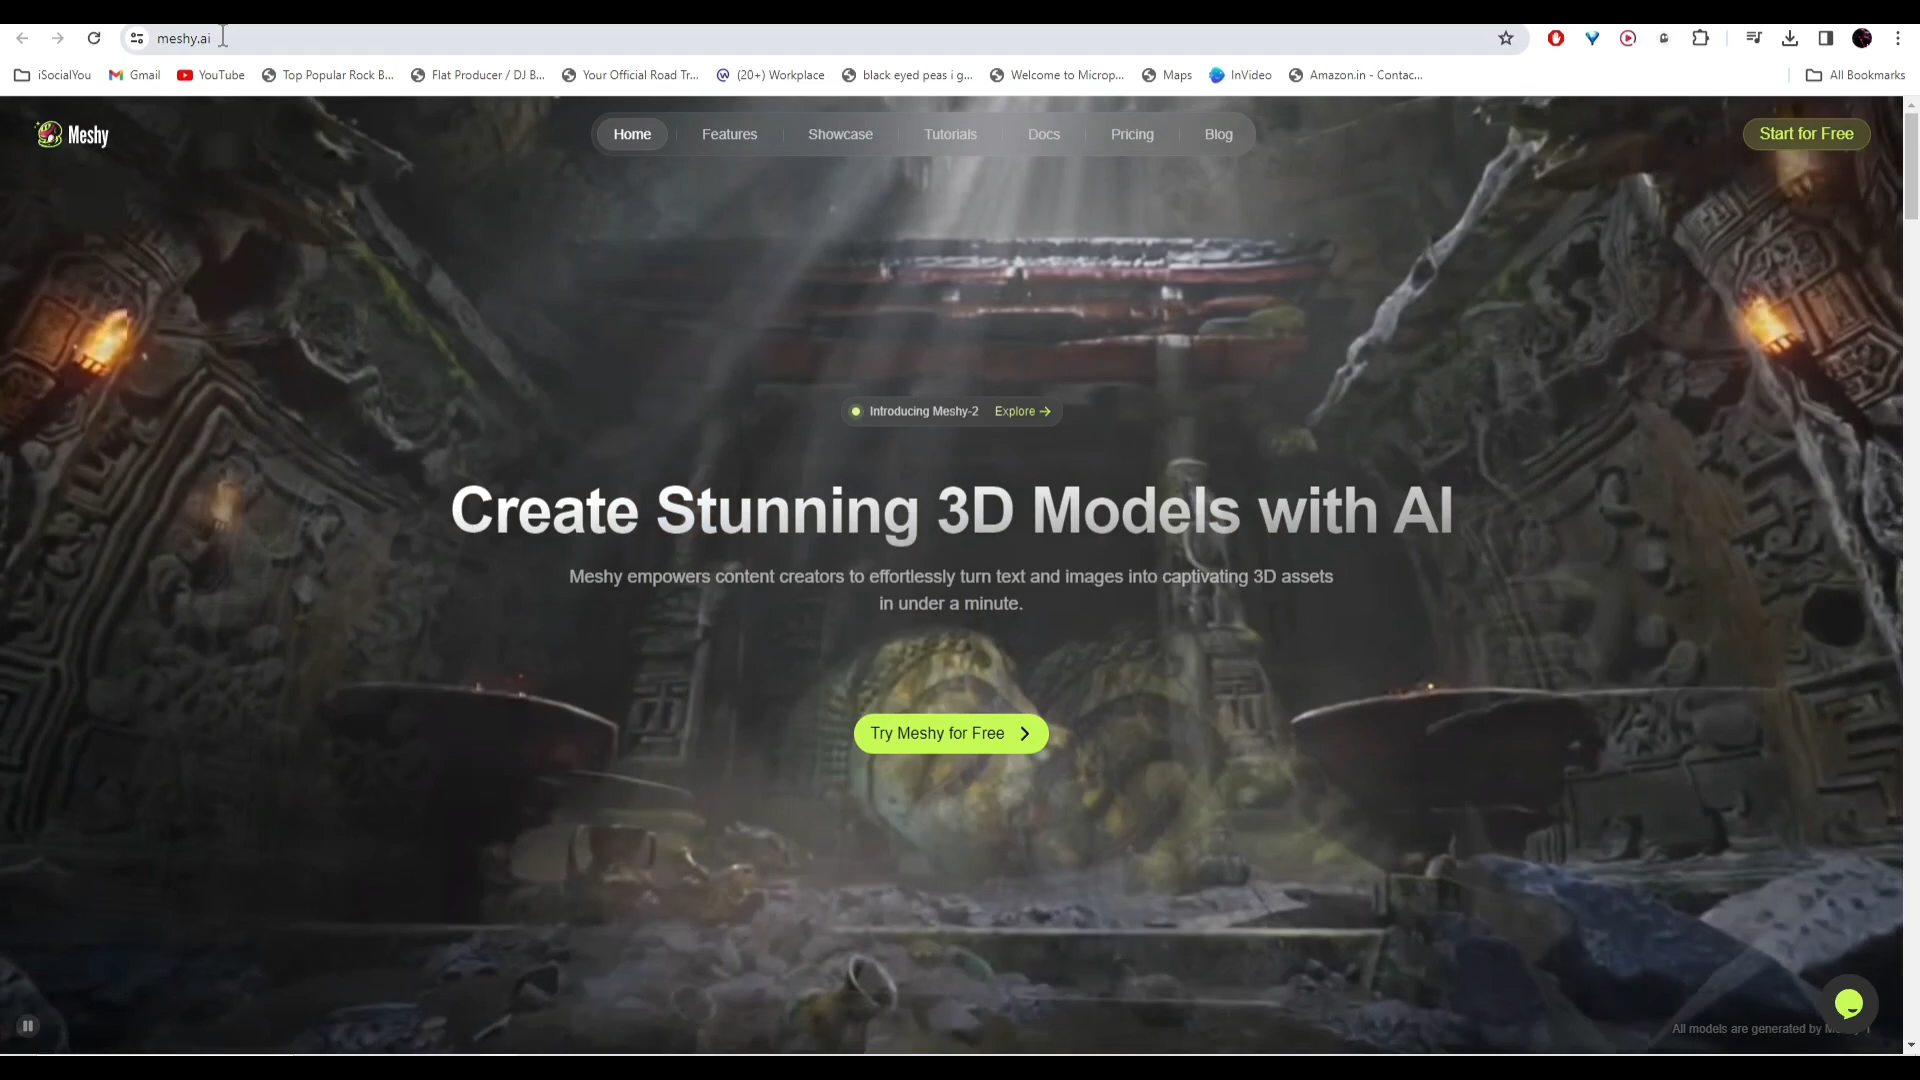 meshy.ai
iSocialYou
Gmail
YouTube
Top Popular Rock B...
Flat Producer / DJ B...
Your Official Road Tr...
(20+) Workplace
black eyed peas i g...
Welcome to Microp...
Maps
InVideo
Amazon.in - Contac...
All Bookmarks
Meshy
Home
Features
Showcase
Tutorials
Docs
Pricing
Blog
Start for Free
Introducing Meshy-2 Explore →
Create Stunning 3D Models with AI
Meshy empowers content creators to effortlessly turn text and images into captivating 3D assets
in under a minute.
Try Meshy for Free
All models are generated by